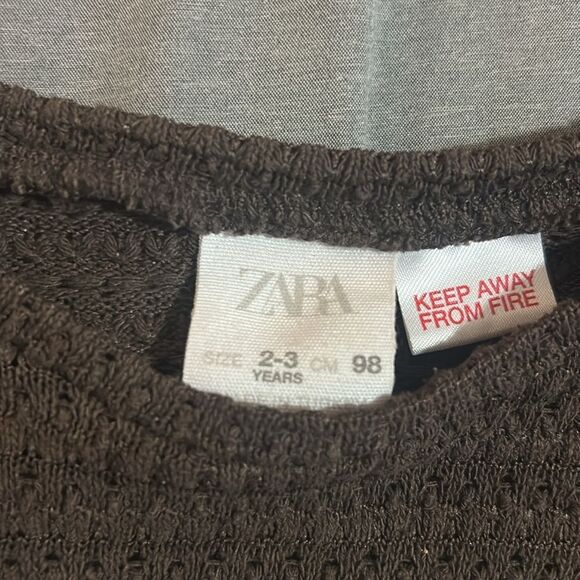 ZARA
SIZE 2-3 CM 98
YEARS
KEEP AWAY
FROM FIRE